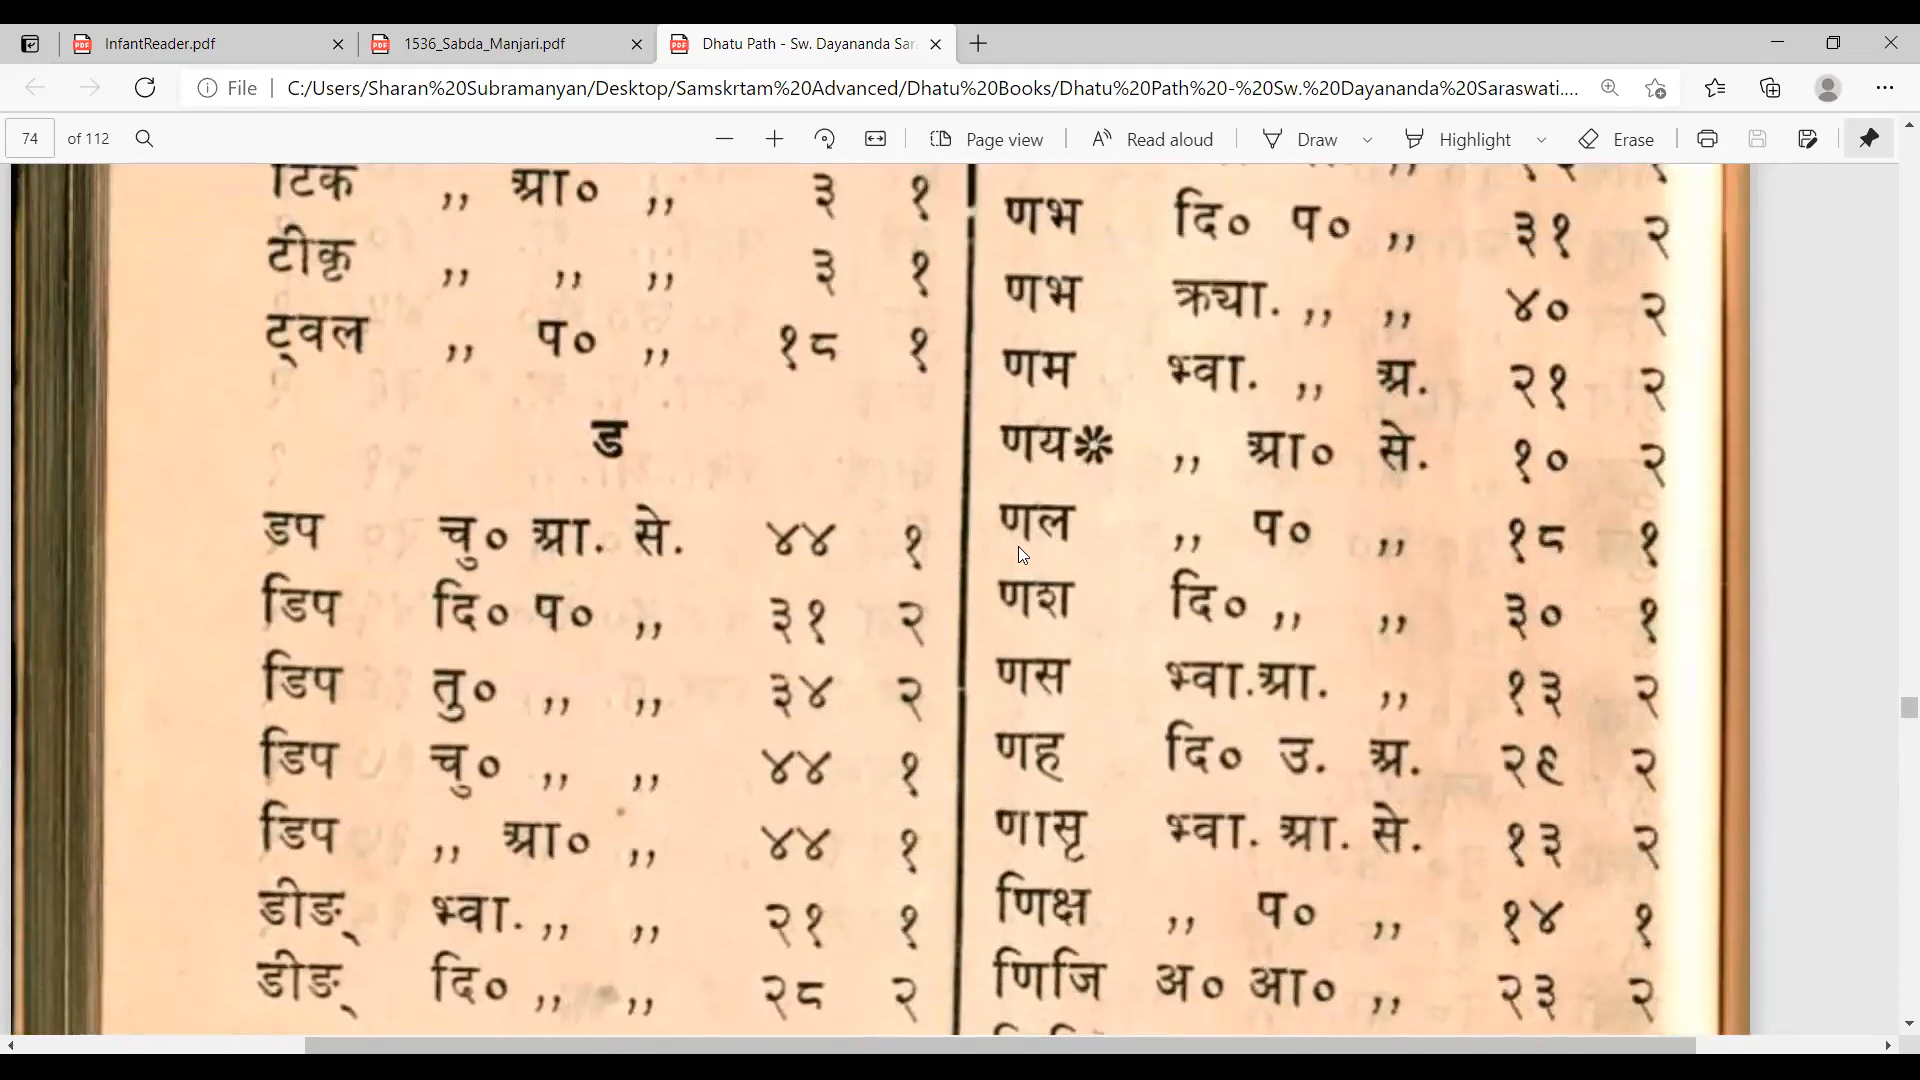 InfantReader.pdf
1536_Sabda_Manjari.pdf
Dhatu Path - Sw. Dayananda Sar
File C:/Users/Sharan%20Subramanyan/Desktop/Samskrtam%20Advanced/Dhatu%20Books/Dhatu%20Path%20-%20Sw.%20Dayananda%20Saraswati....
74 of 112 Page view Read aloud Draw Highlight Erase
टिक ,, आ० ,, ३ १
टीकृ ,, ,, ,, ३ १
ट्वल ,, प० ,, १८ १
ड
डप चु० आ. से. ४४ १
डिप दि० प० ,, ३१ २
डिप तु० ,, ,, ३४ २
डिप चु० ,, ,, ४४ १
डिप ,, आ० ,, ४४ १
डीङ् भ्वा. ,, ,, २१ १
डीङ् दि० ,, ,, २८ २
णभ दि० प० ,, ३१ २
णभ क्र्या. ,, ,, ४० २
णम भ्वा. ,, अ. २१ २
णय❋ ,, आ० से. १० २
णल ,, प० ,, १८ १
णश दि० ,, ,, ३० १
णस भ्वा. आ. ,, १३ २
णह दि० उ. अ. २९ २
णासृ भ्वा. आ. से. १३ २
णिक्ष ,, प० ,, १४ १
णिजि अ० आ० ,, २३ २